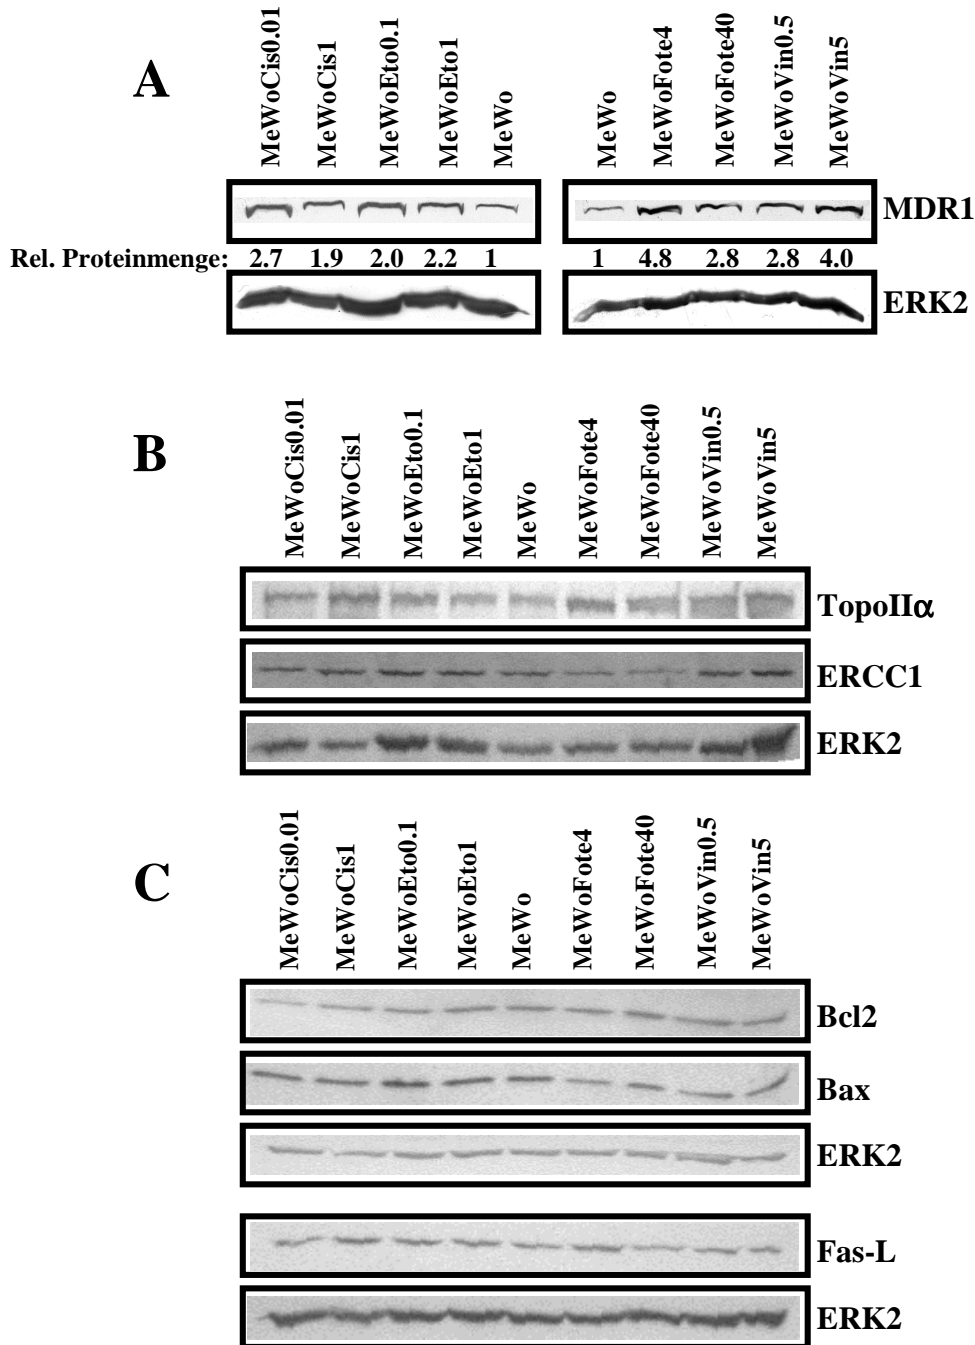 A
MeWoCis0.01
MeWoCis1
MeWoEto0.1
MeWoEto1
MeWo
MeWo
MeWoFote4
MeWoFote40
MeWoVin0.5
MeWoVin5
MDR1
Rel. Proteinmenge: 2.7 1.9 2.0 2.2 1 1 4.8 2.8 2.8 4.0
ERK2
B
MeWoCis0.01
MeWoCis1
MeWoEto0.1
MeWoEto1
MeWo
MeWoFote4
MeWoFote40
MeWoVin0.5
MeWoVin5
TopoIIα
ERCC1
ERK2
C
MeWoCis0.01
MeWoCis1
MeWoEto0.1
MeWoEto1
MeWo
MeWoFote4
MeWoFote40
MeWoVin0.5
MeWoVin5
Bcl2
Bax
ERK2
Fas-L
ERK2